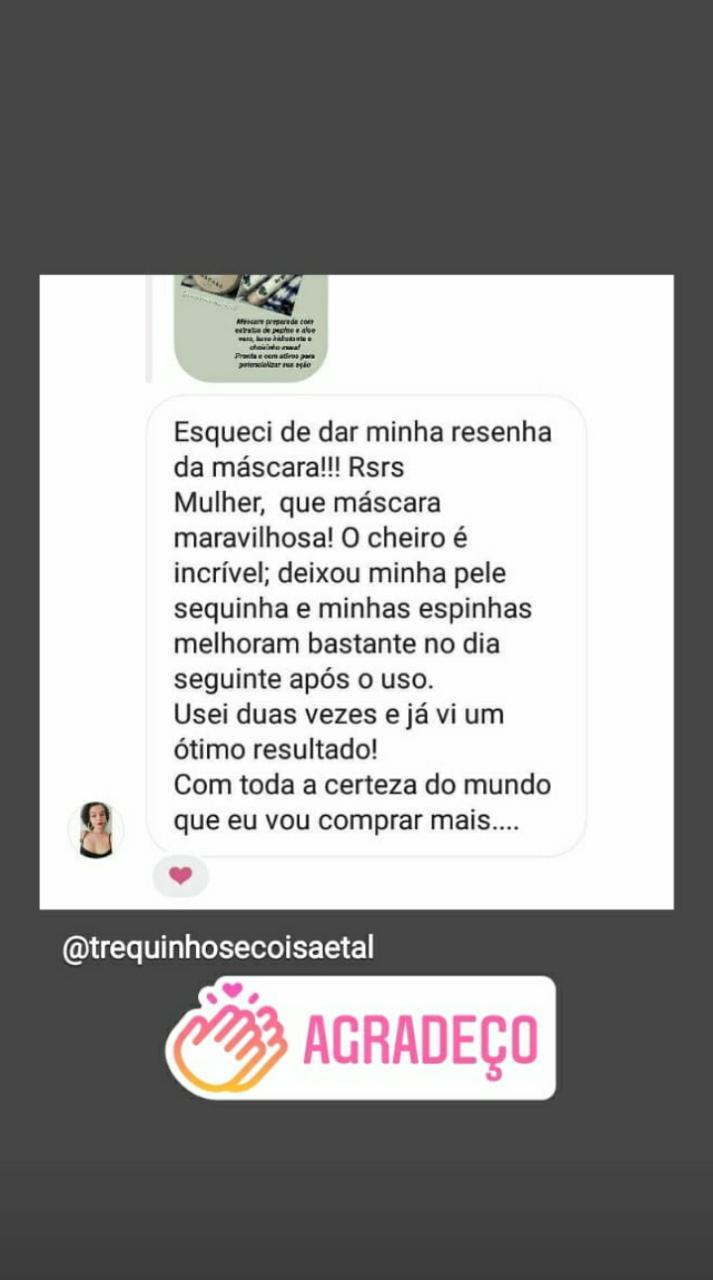 Máscara preparada com
extratos de pepino e aloe
vera, base hidratante e
cheirinho
Pronta e com ativos para
potencializar sua ação
Esqueci de dar minha resenha
da máscara!!! Rsrs
Mulher, que máscara
maravilhosa! O cheiro é
incrível; deixou minha pele
sequinha e minhas espinhas
melhoram bastante no dia
seguinte após o uso.
Usei duas vezes e já vi um
ótimo resultado!
Com toda a certeza do mundo
que eu vou comprar mais....
@trequinhosecoisaetal
AGRADEÇO